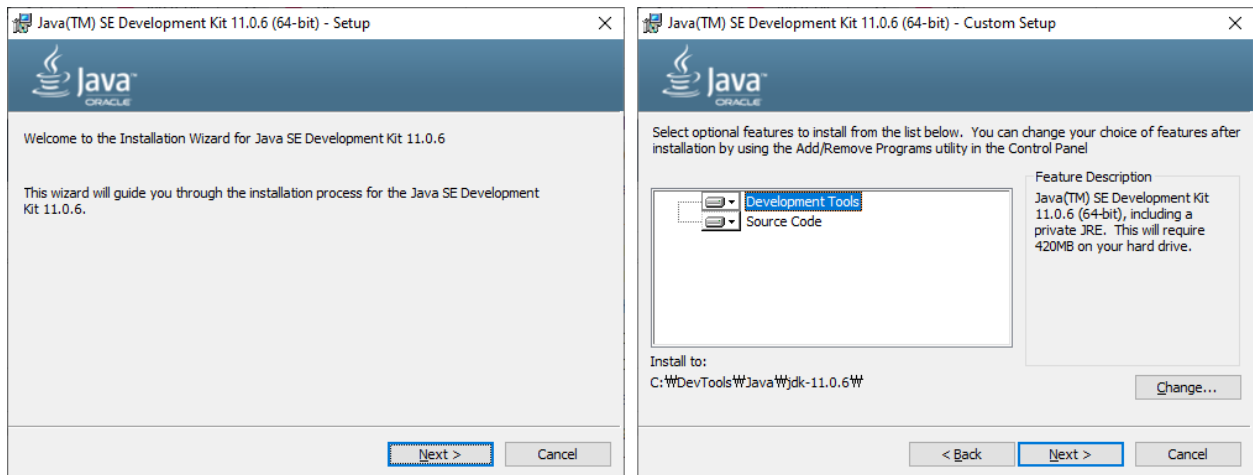 Java(TM) SE Development Kit 11.0.6 (64-bit) - Setup
Java™
ORACLE
Welcome to the Installation Wizard for Java SE Development Kit 11.0.6
This wizard will guide you through the installation process for the Java SE Development
Kit 11.0.6.
Next >
Cancel
Java(TM) SE Development Kit 11.0.6 (64-bit) - Custom Setup
Java™
ORACLE
Select optional features to install from the list below. You can change your choice of features after
installation by using the Add/Remove Programs utility in the Control Panel
Development Tools
Source Code
Feature Description
Java(TM) SE Development Kit
11.0.6 (64-bit), including a
private JRE. This will require
420MB on your hard drive.
Install to:
C:₩DevTools₩Java₩jdk-11.0.6₩
Change...
< Back
Next >
Cancel